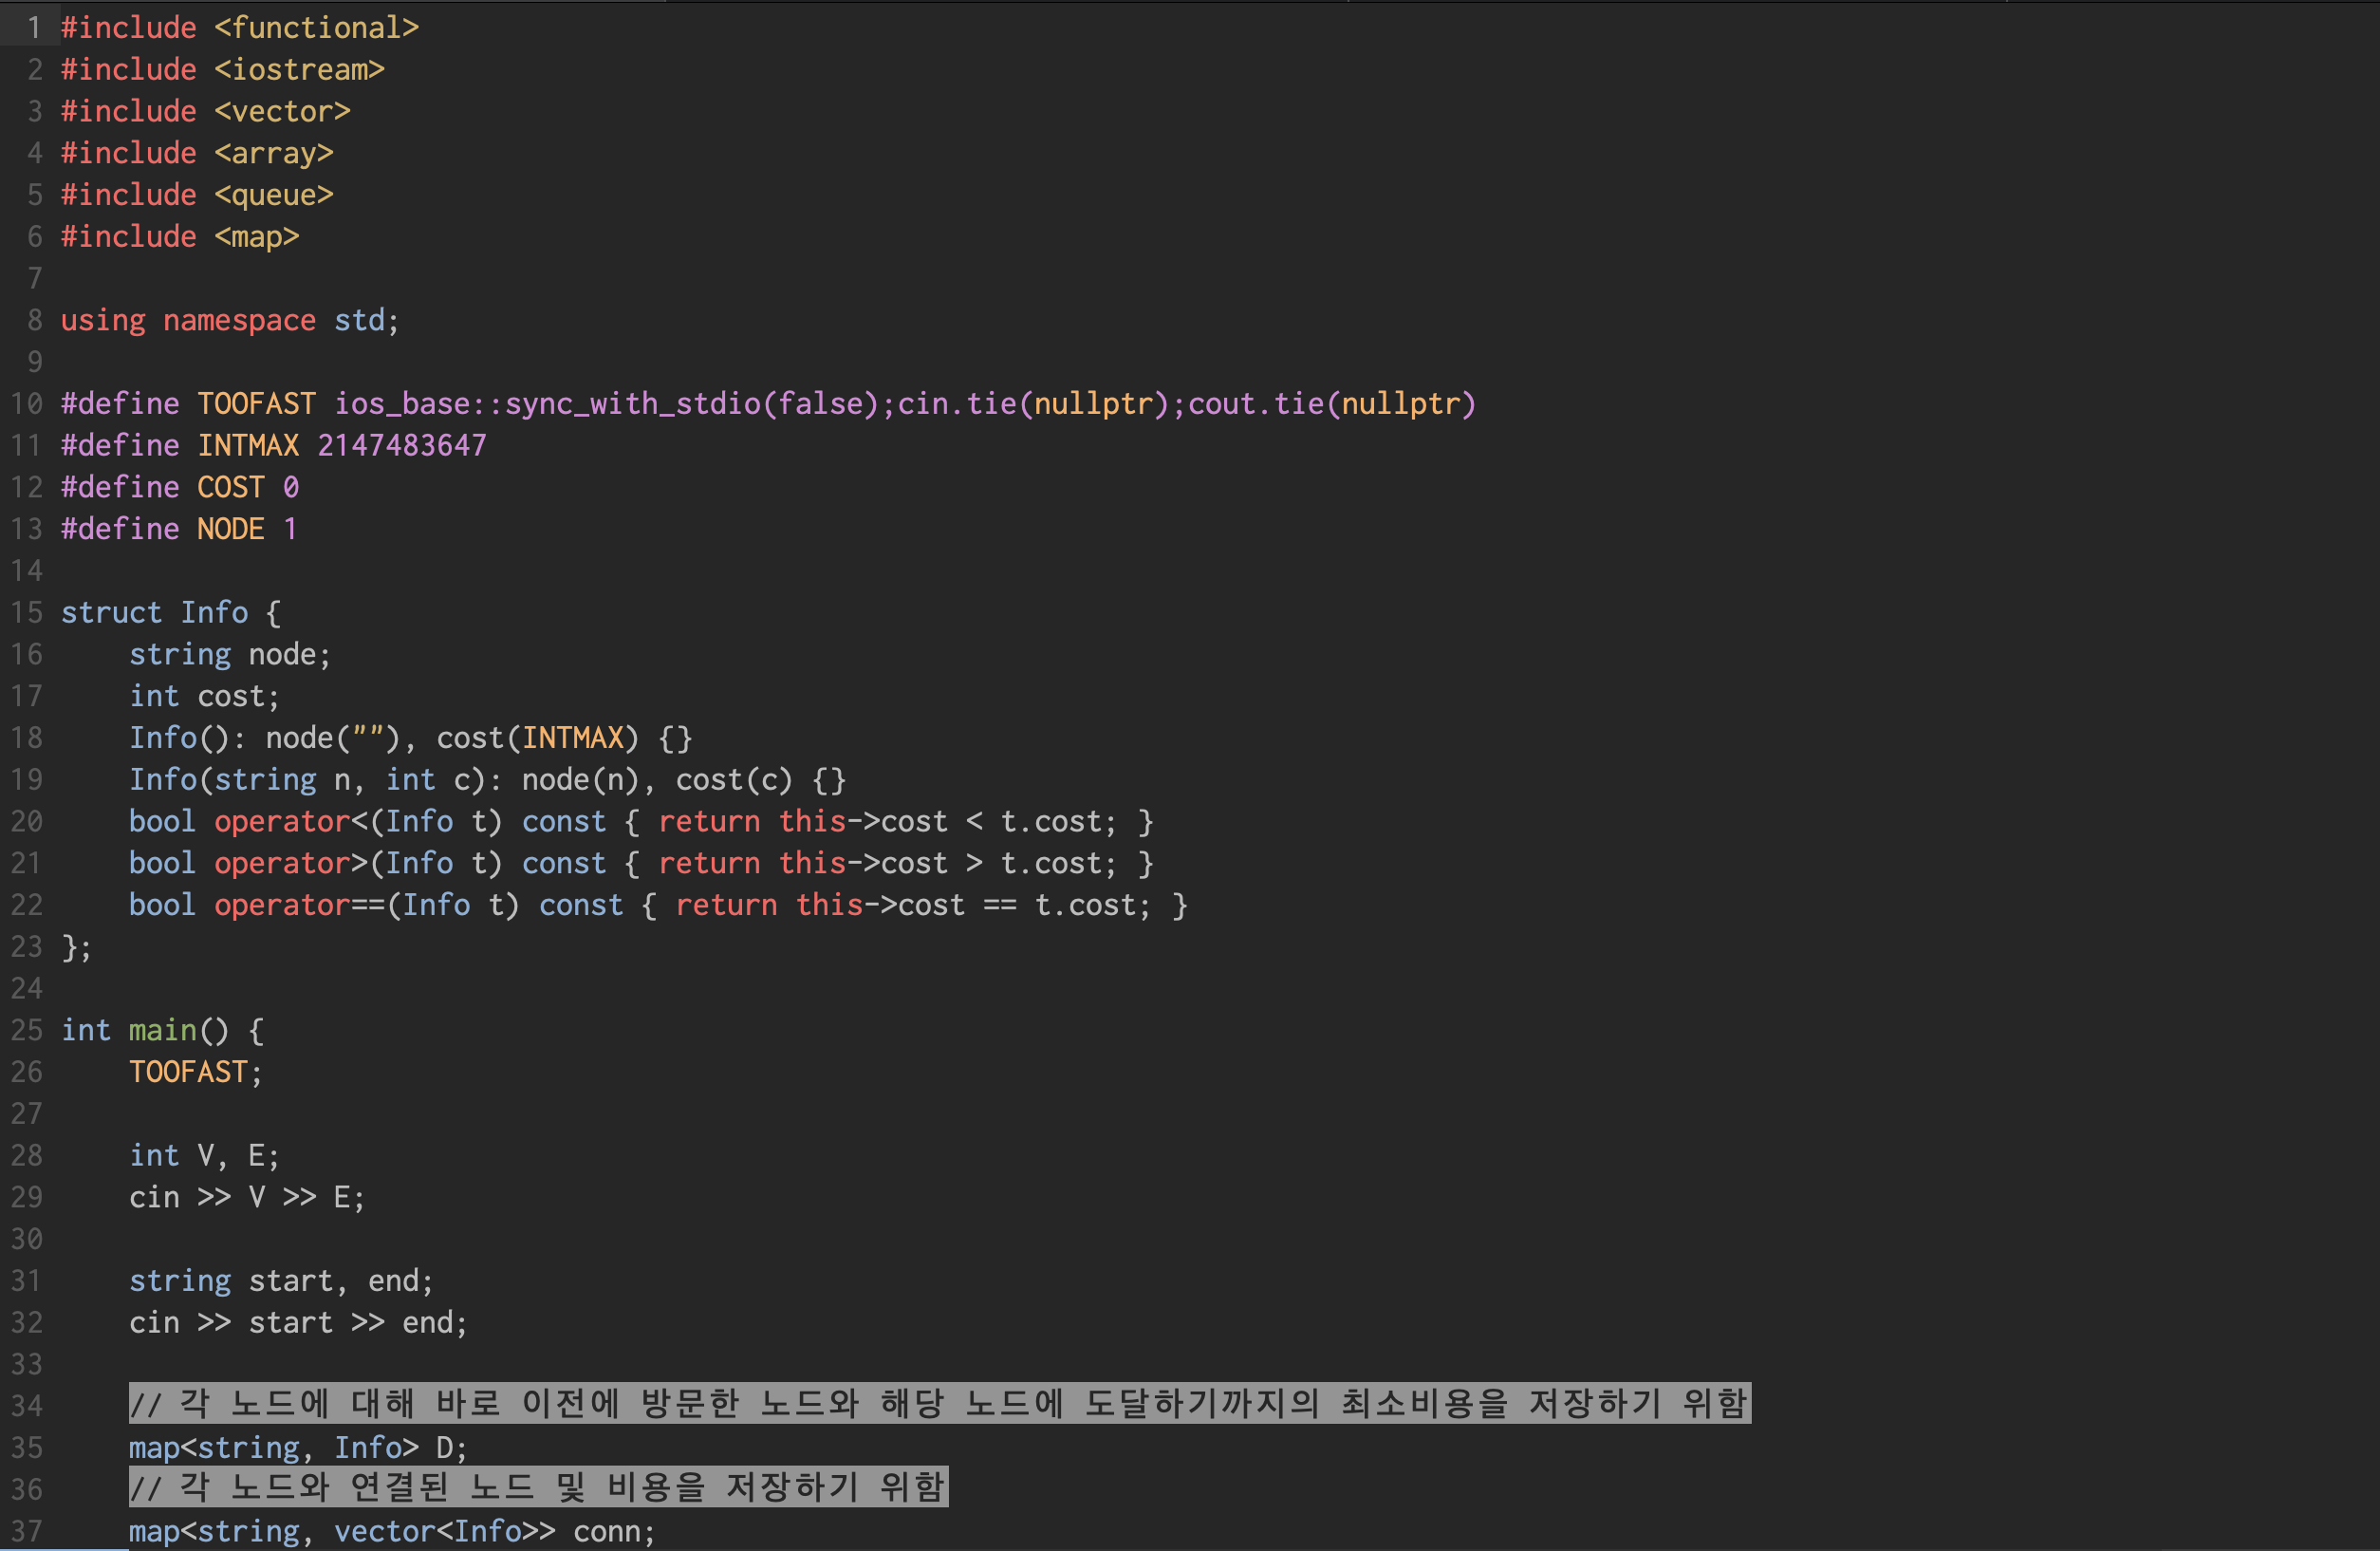 1 #include <functional>
2 #include <iostream>
3 #include <vector>
4 #include <array>
5 #include <queue>
6 #include <map>
7
8 using namespace std;
9
10 #define TOOFAST ios_base::sync_with_stdio(false);cin.tie(nullptr);cout.tie(nullptr)
11 #define INTMAX 2147483647
12 #define COST 0
13 #define NODE 1
14
15 struct Info {
16     string node;
17     int cost;
18     Info(): node(""), cost(INTMAX) {}
19     Info(string n, int c): node(n), cost(c) {}
20     bool operator<(Info t) const { return this->cost < t.cost; }
21     bool operator>(Info t) const { return this->cost > t.cost; }
22     bool operator==(Info t) const { return this->cost == t.cost; }
23 };
24
25 int main() {
26     TOOFAST;
27
28     int V, E;
29     cin >> V >> E;
30
31     string start, end;
32     cin >> start >> end;
33
34     // 각 노드에 대해 바로 이전에 방문한 노드와 해당 노드에 도달하기까지의 최소비용을 저장하기 위함
35     map<string, Info> D;
36     // 각 노드와 연결된 노드 및 비용을 저장하기 위함
37     map<string, vector<Info>> conn;